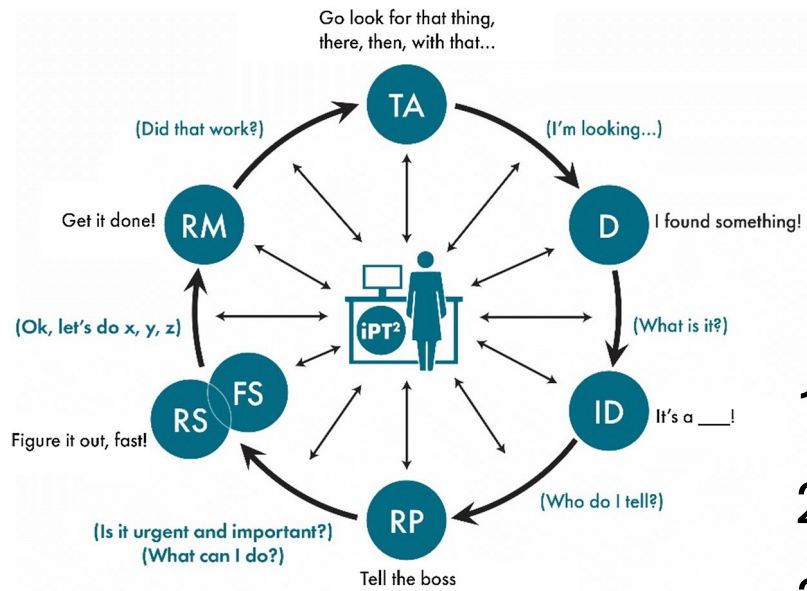 Go look for that thing,
there, then, with that...
TA
(Did that work?)
(I'm looking...)
Get it done!
RM
D
I found something!
iPT²
(Ok, let's do x, y, z)
(What is it?)
FS
RS
ID
It's a ___!
Figure it out, fast!
(Who do I tell?)
RP
(Is it urgent and important?)
(What can I do?)
Tell the boss